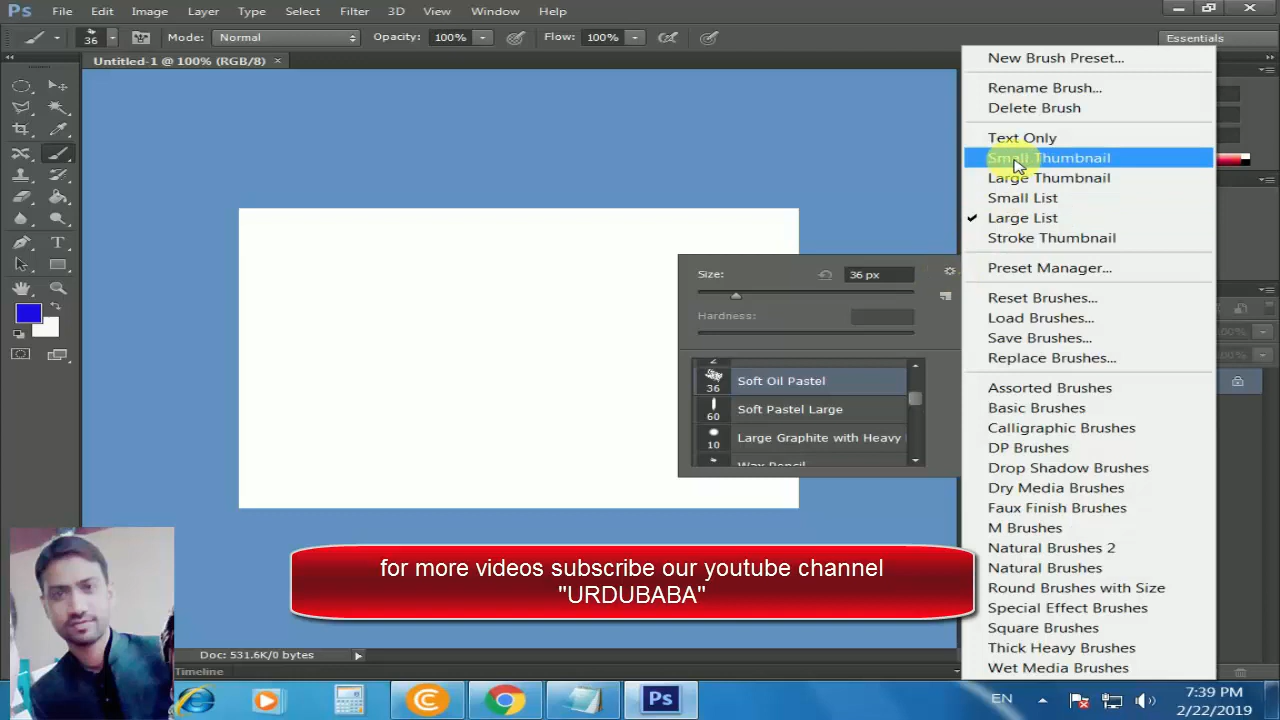 Ps File Edit Image Layer Type Select Filter 3D View Window Help
36 Mode: Normal Opacity: 100% Flow: 100% Essentials
Untitled-1 @ 100% (RGB/8) ×
New Brush Preset...
Rename Brush...
Delete Brush
Text Only
Small Thumbnail
Large Thumbnail
Small List
Large List
Stroke Thumbnail
Preset Manager...
Reset Brushes...
Load Brushes...
Save Brushes...
Replace Brushes...
Assorted Brushes
Basic Brushes
Calligraphic Brushes
DP Brushes
Drop Shadow Brushes
Dry Media Brushes
Faux Finish Brushes
M Brushes
Natural Brushes 2
Natural Brushes
Round Brushes with Size
Special Effect Brushes
Square Brushes
Thick Heavy Brushes
Wet Media Brushes
Size: 36 px
Hardness:
36 Soft Oil Pastel
60 Soft Pastel Large
10 Large Graphite with Heavy
Wax Pencil
for more videos subscribe our youtube channel
"URDUBABA"
Doc: 531.6K/0 bytes
Timeline
Ps
EN
7:39 PM
2/22/2019